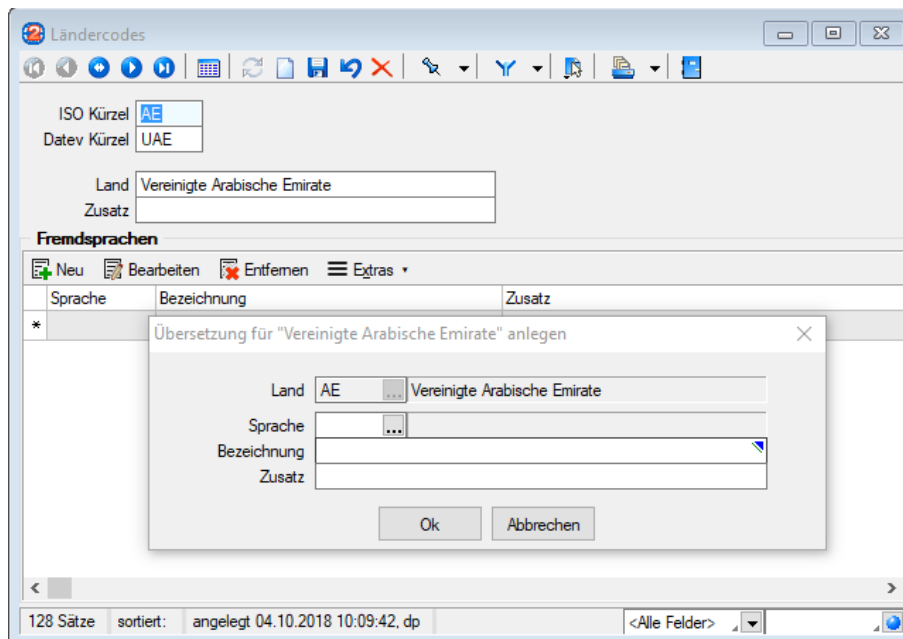 Ländercodes
ISO Kürzel AE
Datev Kürzel UAE
Land Vereinigte Arabische Emirate
Zusatz
Fremdsprachen
Neu Bearbeiten Entfernen Extras
Sprache Bezeichnung Zusatz
*
Übersetzung für "Vereinigte Arabische Emirate" anlegen
Land AE ... Vereinigte Arabische Emirate
Sprache ...
Bezeichnung
Zusatz
Ok Abbrechen
128 Sätze sortiert: angelegt 04.10.2018 10:09:42, dp <Alle Felder>